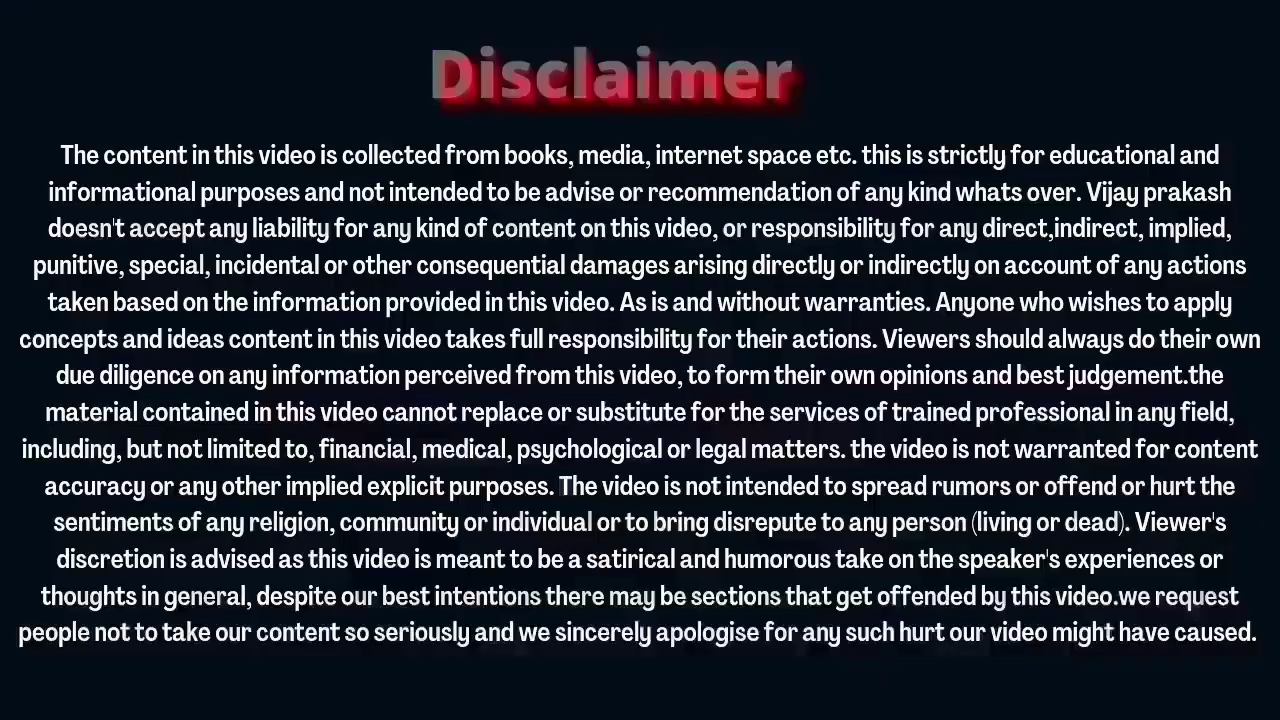 Disclaimer
The content in this video is collected from books, media, internet space etc. this is strictly for educational and
informational purposes and not intended to be advise or recommendation of any kind whats over. Vijay prakash
doesn't accept any liability for any kind of content on this video, or responsibility for any direct,indirect, implied,
punitive, special, incidental or other consequential damages arising directly or indirectly on account of any actions
taken based on the information provided in this video. As is and without warranties. Anyone who wishes to apply
concepts and ideas content in this video takes full responsibility for their actions. Viewers should always do their own
due diligence on any information perceived from this video, to form their own opinions and best judgement.the
material contained in this video cannot replace or substitute for the services of trained professional in any field,
including, but not limited to, financial, medical, psychological or legal matters. the video is not warranted for content
accuracy or any other implied explicit purposes. The video is not intended to spread rumors or offend or hurt the
sentiments of any religion, community or individual or to bring disrepute to any person (living or dead). Viewer's
discretion is advised as this video is meant to be a satirical and humorous take on the speaker's experiences or
thoughts in general, despite our best intentions there may be sections that get offended by this video.we request
people not to take our content so seriously and we sincerely apologise for any such hurt our video might have caused.